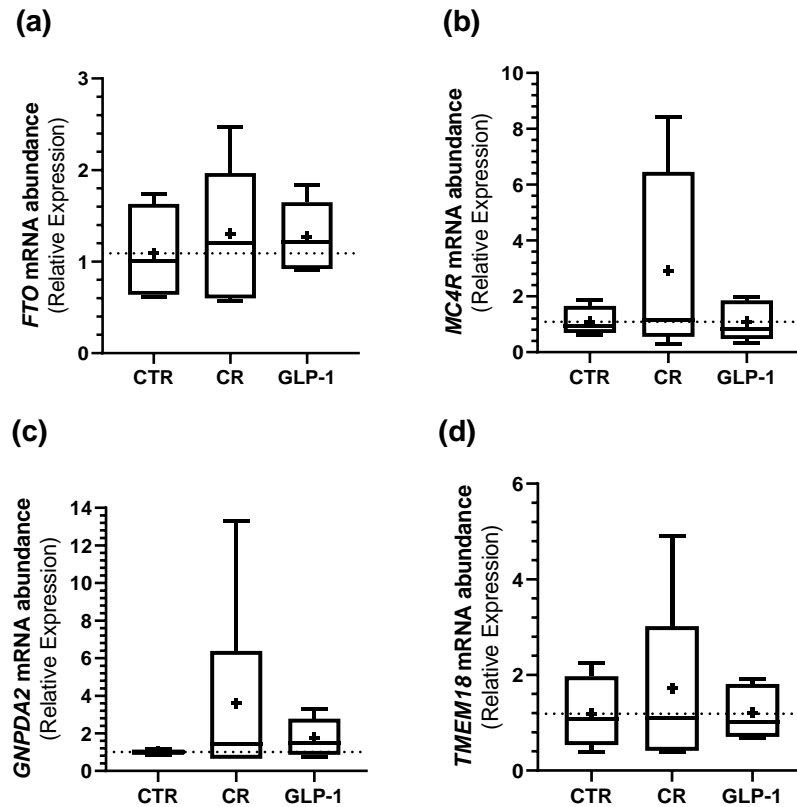 (a)
FTO mRNA abundance
(Relative Expression)
3
2
1
0
CTR CR GLP-1
(b)
MC4R mRNA abundance
(Relative Expression)
10
8
6
4
2
0
CTR CR GLP-1
(c)
GNPDA2 mRNA abundance
(Relative Expression)
14
12
10
8
6
4
2
0
CTR CR GLP-1
(d)
TMEM18 mRNA abundance
(Relative Expression)
6
4
2
0
CTR CR GLP-1